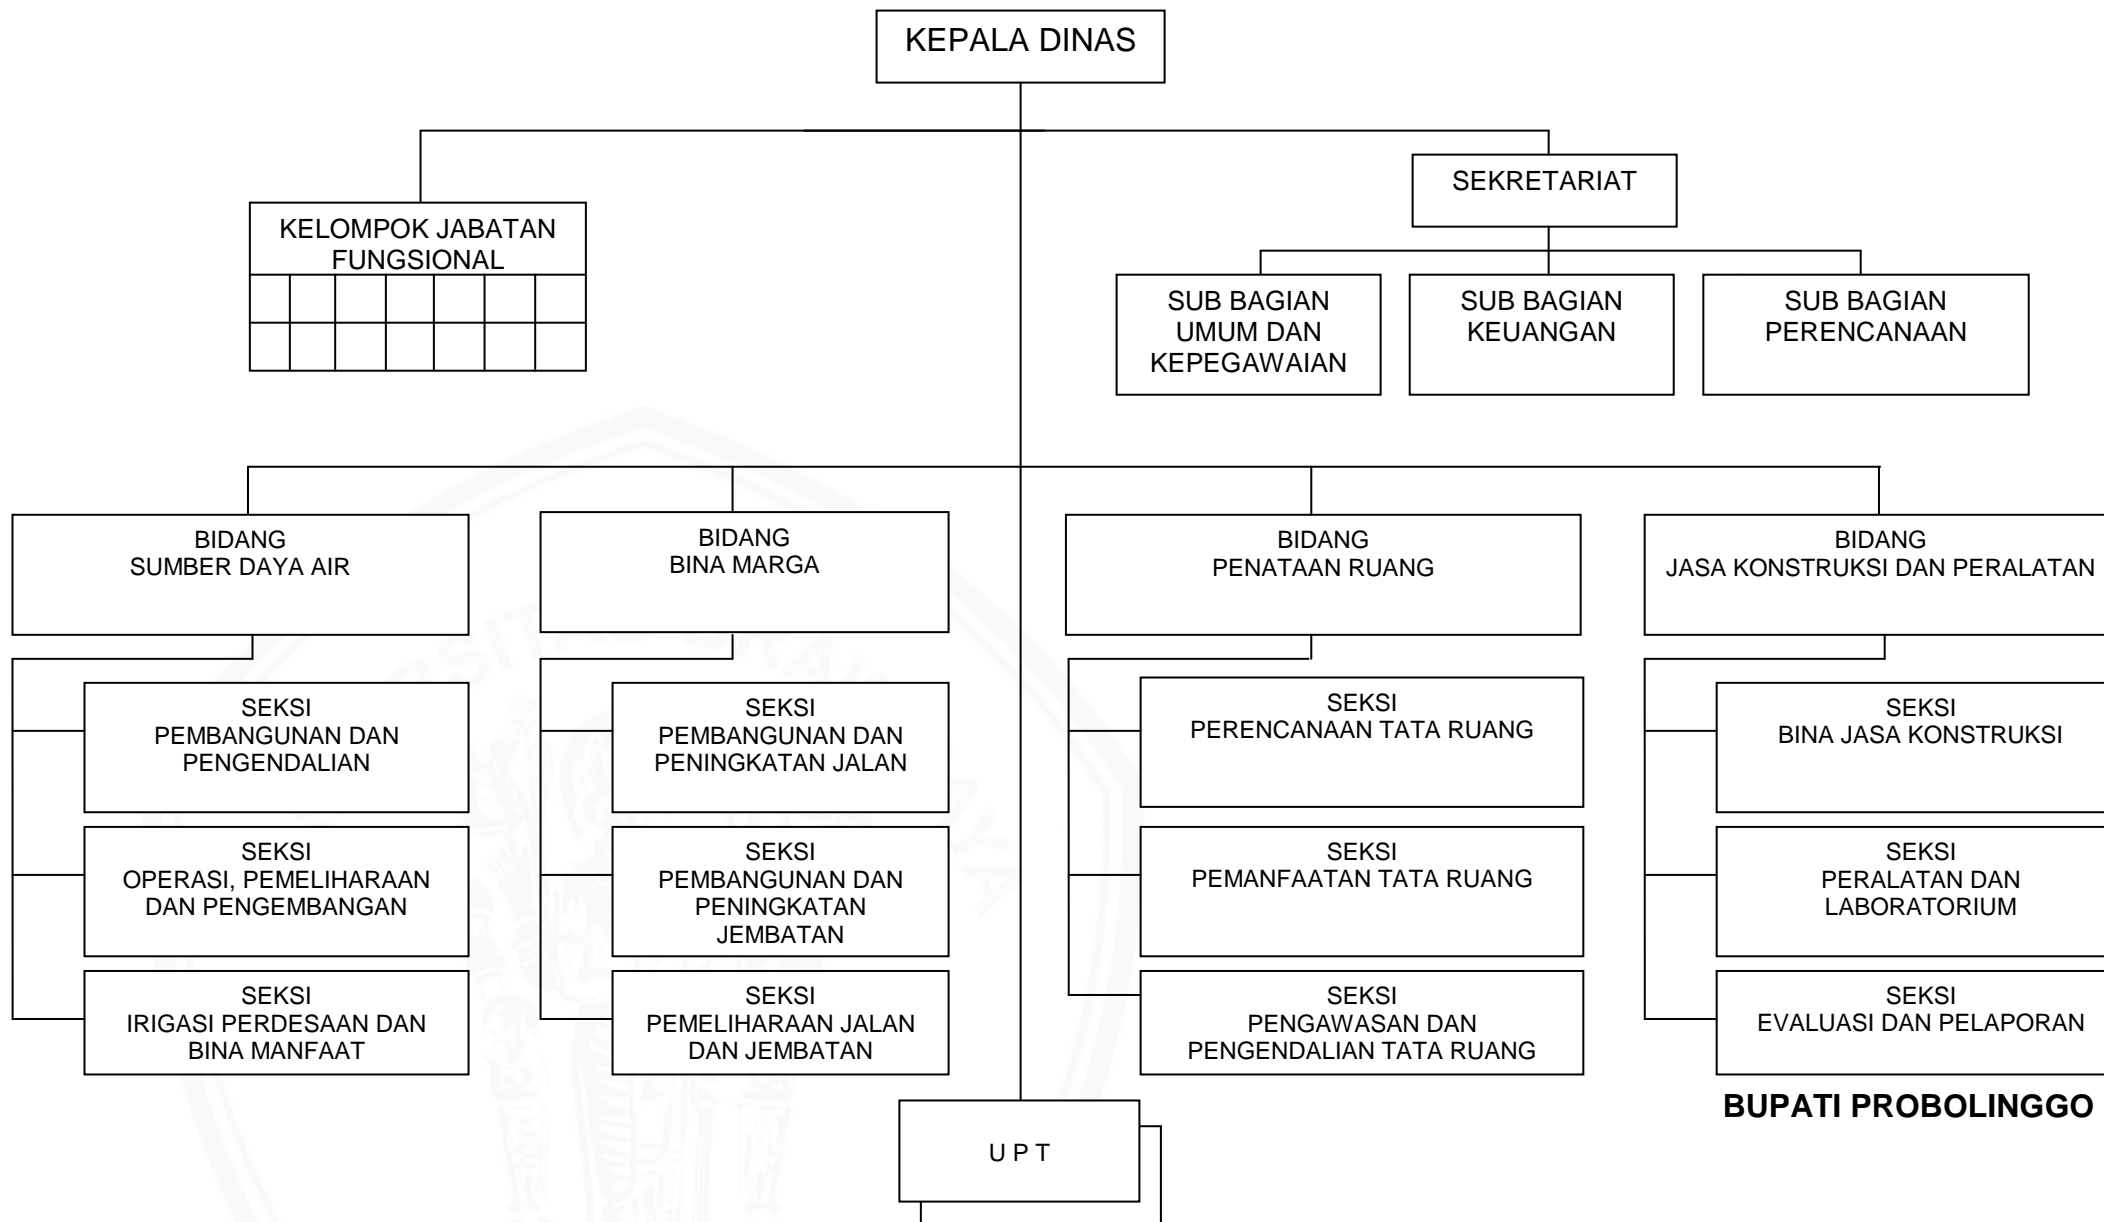 KEPALA DINAS
SEKRETARIAT
KELOMPOK JABATAN
FUNGSIONAL
SUB BAGIAN
UMUM DAN
KEPEGAWAIAN
SUB BAGIAN
KEUANGAN
SUB BAGIAN
PERENCANAAN
BIDANG
SUMBER DAYA AIR
BIDANG
BINA MARGA
BIDANG
PENATAAN RUANG
BIDANG
JASA KONSTRUKSI DAN PERALATAN
SEKSI
PEMBANGUNAN DAN
PENGENDALIAN
SEKSI
OPERASI, PEMELIHARAAN
DAN PENGEMBANGAN
SEKSI
IRIGASI PERDESAAN DAN
BINA MANFAAT
SEKSI
PEMBANGUNAN DAN
PENINGKATAN JALAN
SEKSI
PEMBANGUNAN DAN
PENINGKATAN
JEMBATAN
SEKSI
PEMELIHARAAN JALAN
DAN JEMBATAN
SEKSI
PERENCANAAN TATA RUANG
SEKSI
PEMANFAATAN TATA RUANG
SEKSI
PENGAWASAN DAN
PENGENDALIAN TATA RUANG
SEKSI
BINA JASA KONSTRUKSI
SEKSI
PERALATAN DAN
LABORATORIUM
SEKSI
EVALUASI DAN PELAPORAN
BUPATI PROBOLINGGO
U P T